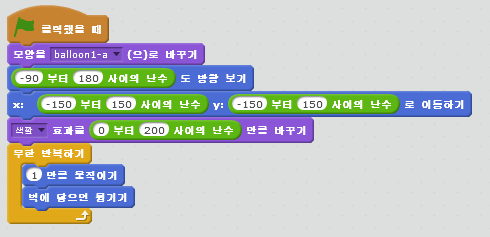 클릭했을 때
모양을 balloon1-a (으)로 바꾸기
-90 부터 180 사이의 난수 도 방향 보기
x: -150 부터 150 사이의 난수 y: -150 부터 150 사이의 난수 로 이동하기
색깔 효과를 0 부터 200 사이의 난수 만큼 바꾸기
무한 반복하기
1 만큼 움직이기
벽에 닿으면 튕기기